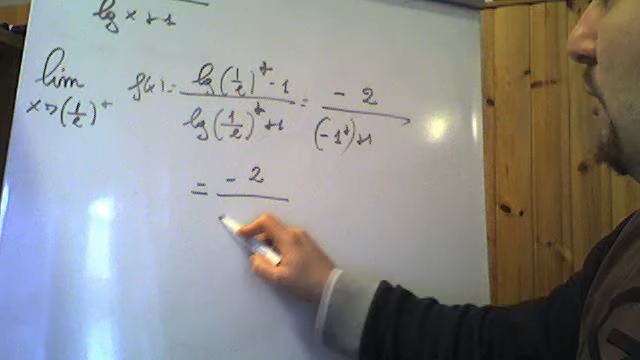 lg x + 1
lim x→(1/e)⁺ f(x) = lg(1/e)⁺ - 1 / lg(1/e)⁺ + 1 = - 2 / (-1⁺) + 1
= - 2 /